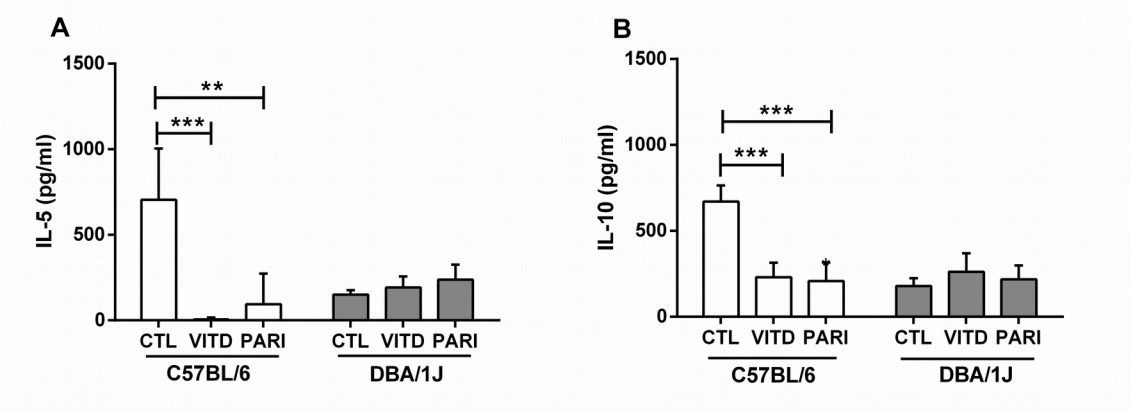 A
IL-5 (pg/ml)
1500
1000
500
0
**
***
CTL VITD PARI CTL VITD PARI
C57BL/6 DBA/1J
B
IL-10 (pg/ml)
1500
1000
500
0
***
***
CTL VITD PARI CTL VITD PARI
C57BL/6 DBA/1J